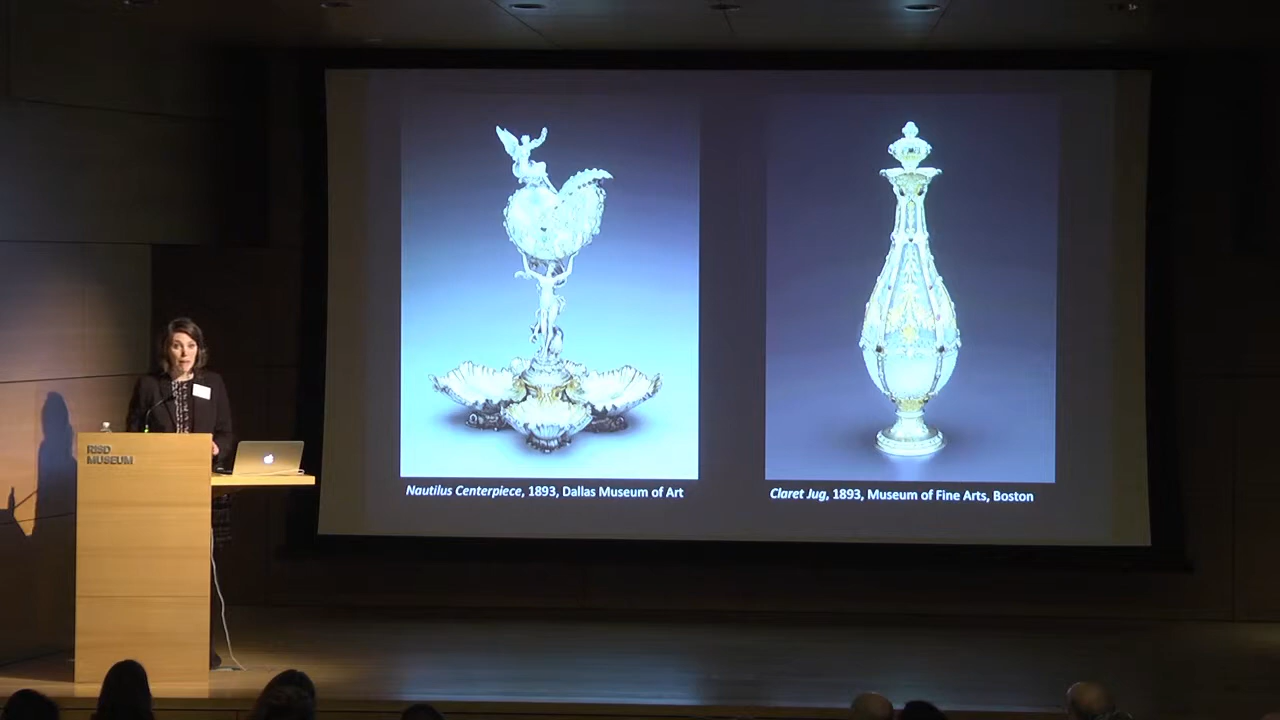 RISD
MUSEUM
Nautilus Centerpiece, 1893, Dallas Museum of Art
Claret Jug, 1893, Museum of Fine Arts, Boston